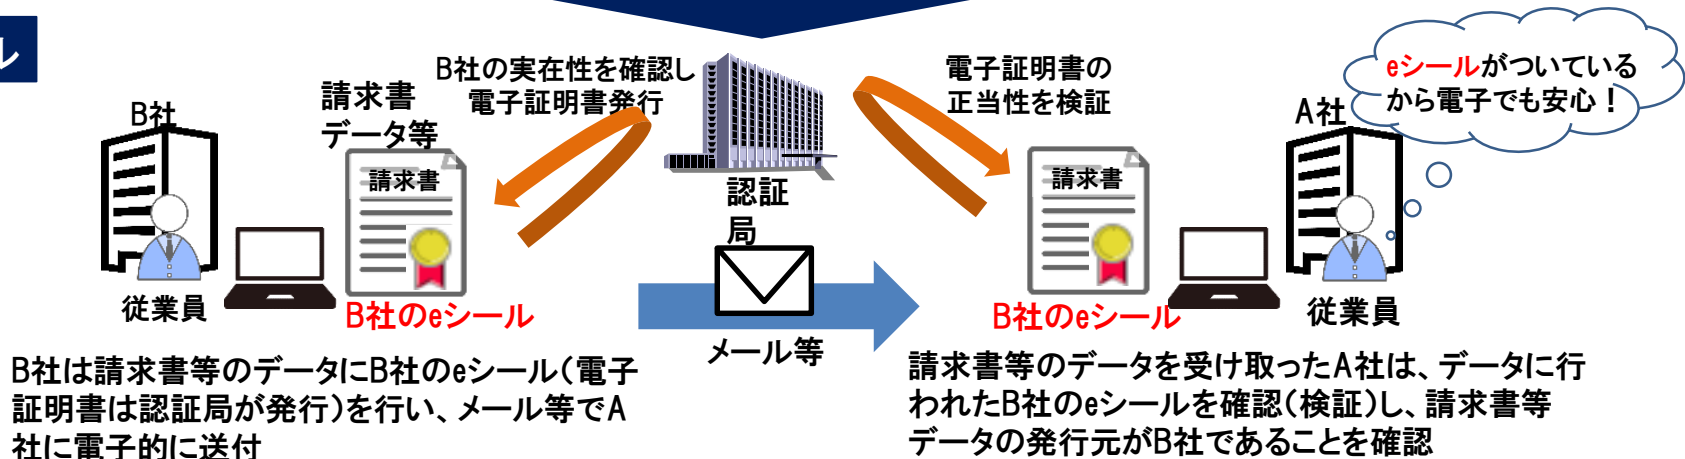 ル
B社の実在性を確認し
電子証明書発行
電子証明書の
正当性を検証
eシールがついている
から電子でも安心！
B社
請求書
データ等
A社
請求書
請求書
認証
局
従業員
B社のeシール
メール等
B社のeシール
従業員
B社は請求書等のデータにB社のeシール（電子
証明書は認証局が発行）を行い、メール等でA
社に電子的に送付
請求書等のデータを受け取ったA社は、データに行
われたB社のeシールを確認（検証）し、請求書等
データの発行元がB社であることを確認